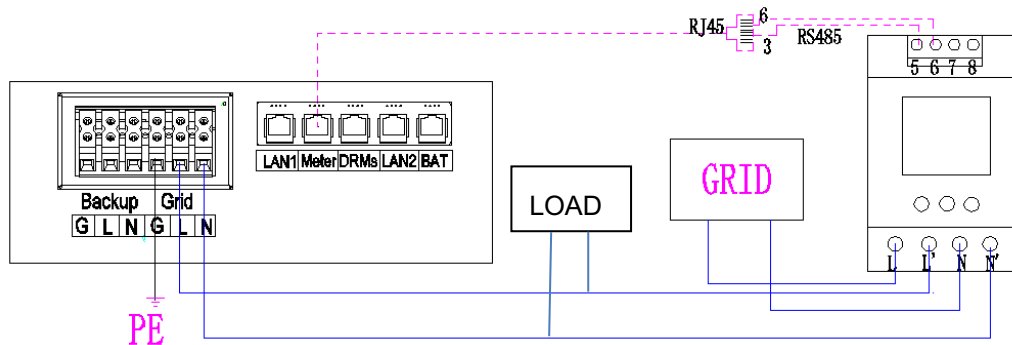 RJ45 6
3 RS485
5 6 7 8
LAN1 Meter DRMs LAN2 BAT
Backup Grid
G L N G L N
LOAD
GRID
L L' N N'
PE